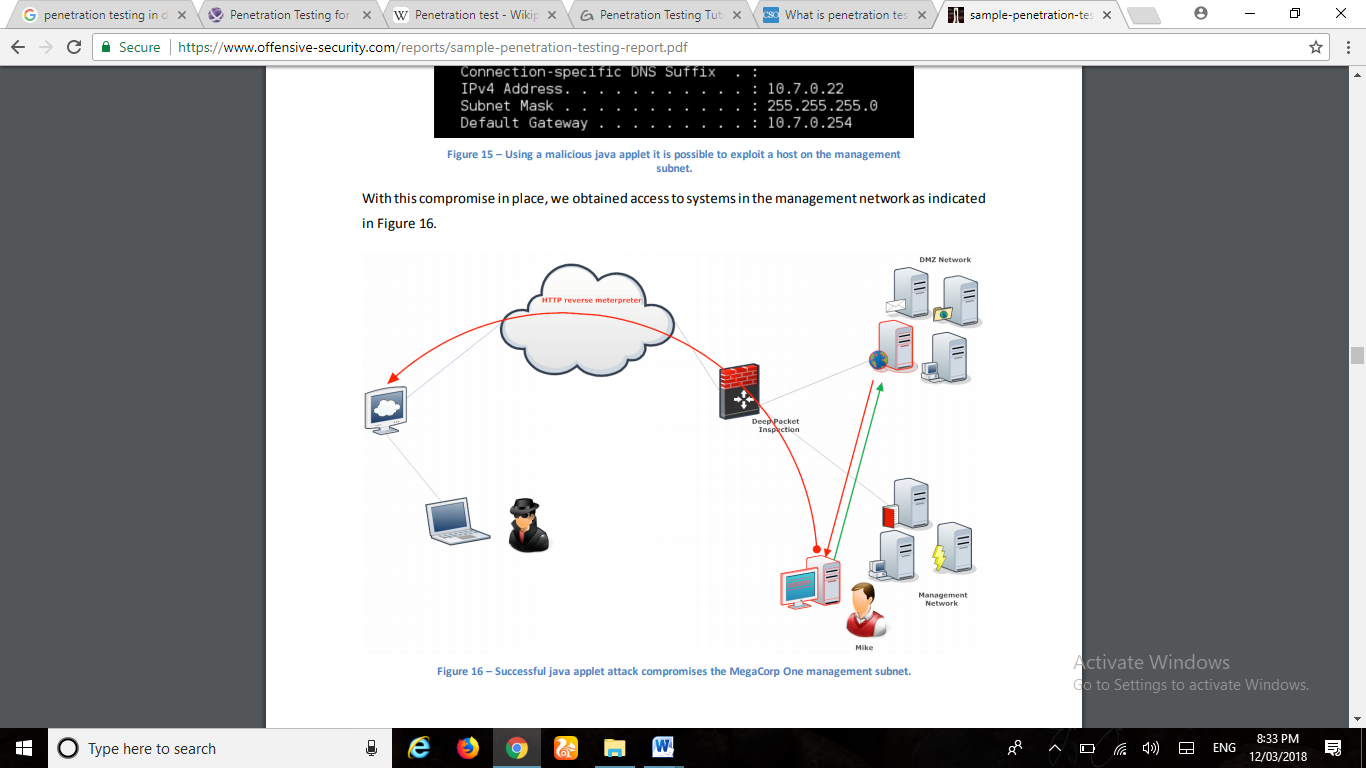 penetration testing in c
Penetration Testing for
Penetration test - Wikip
Penetration Testing Tut
What is penetration tes
sample-penetration-tes
Secure
https://www.offensive-security.com/reports/sample-penetration-testing-report.pdf
Connection-specific DNS Suffix . :
IPv4 Address. . . . . . . . . . . : 10.7.0.22
Subnet Mask . . . . . . . . . . . : 255.255.255.0
Default Gateway . . . . . . . . . : 10.7.0.254
Figure 15 – Using a malicious java applet it is possible to exploit a host on the management
subnet.
With this compromise in place, we obtained access to systems in the management network as indicated
in Figure 16.
DMZ Network
HTTP reverse meterpreter
Deep Packet
Inspection
Management
Network
Mike
Figure 16 – Successful java applet attack compromises the MegaCorp One management subnet.
Activate Windows
Go to Settings to activate Windows.
Type here to search
ENG
8:33 PM
12/03/2018